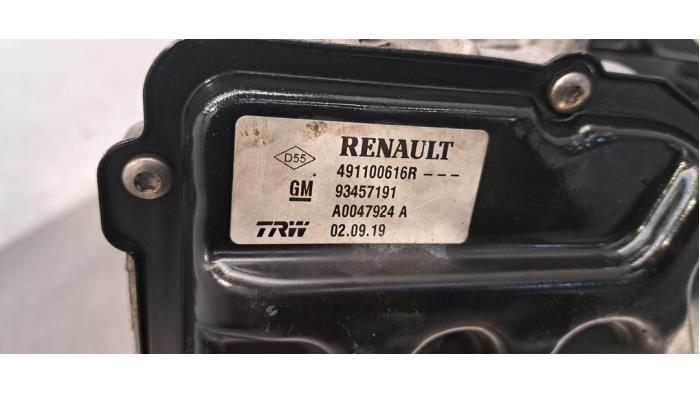 D55 RENAULT
491100616R ---
GM 93457191
A0047924 A
TRW 02.09.19